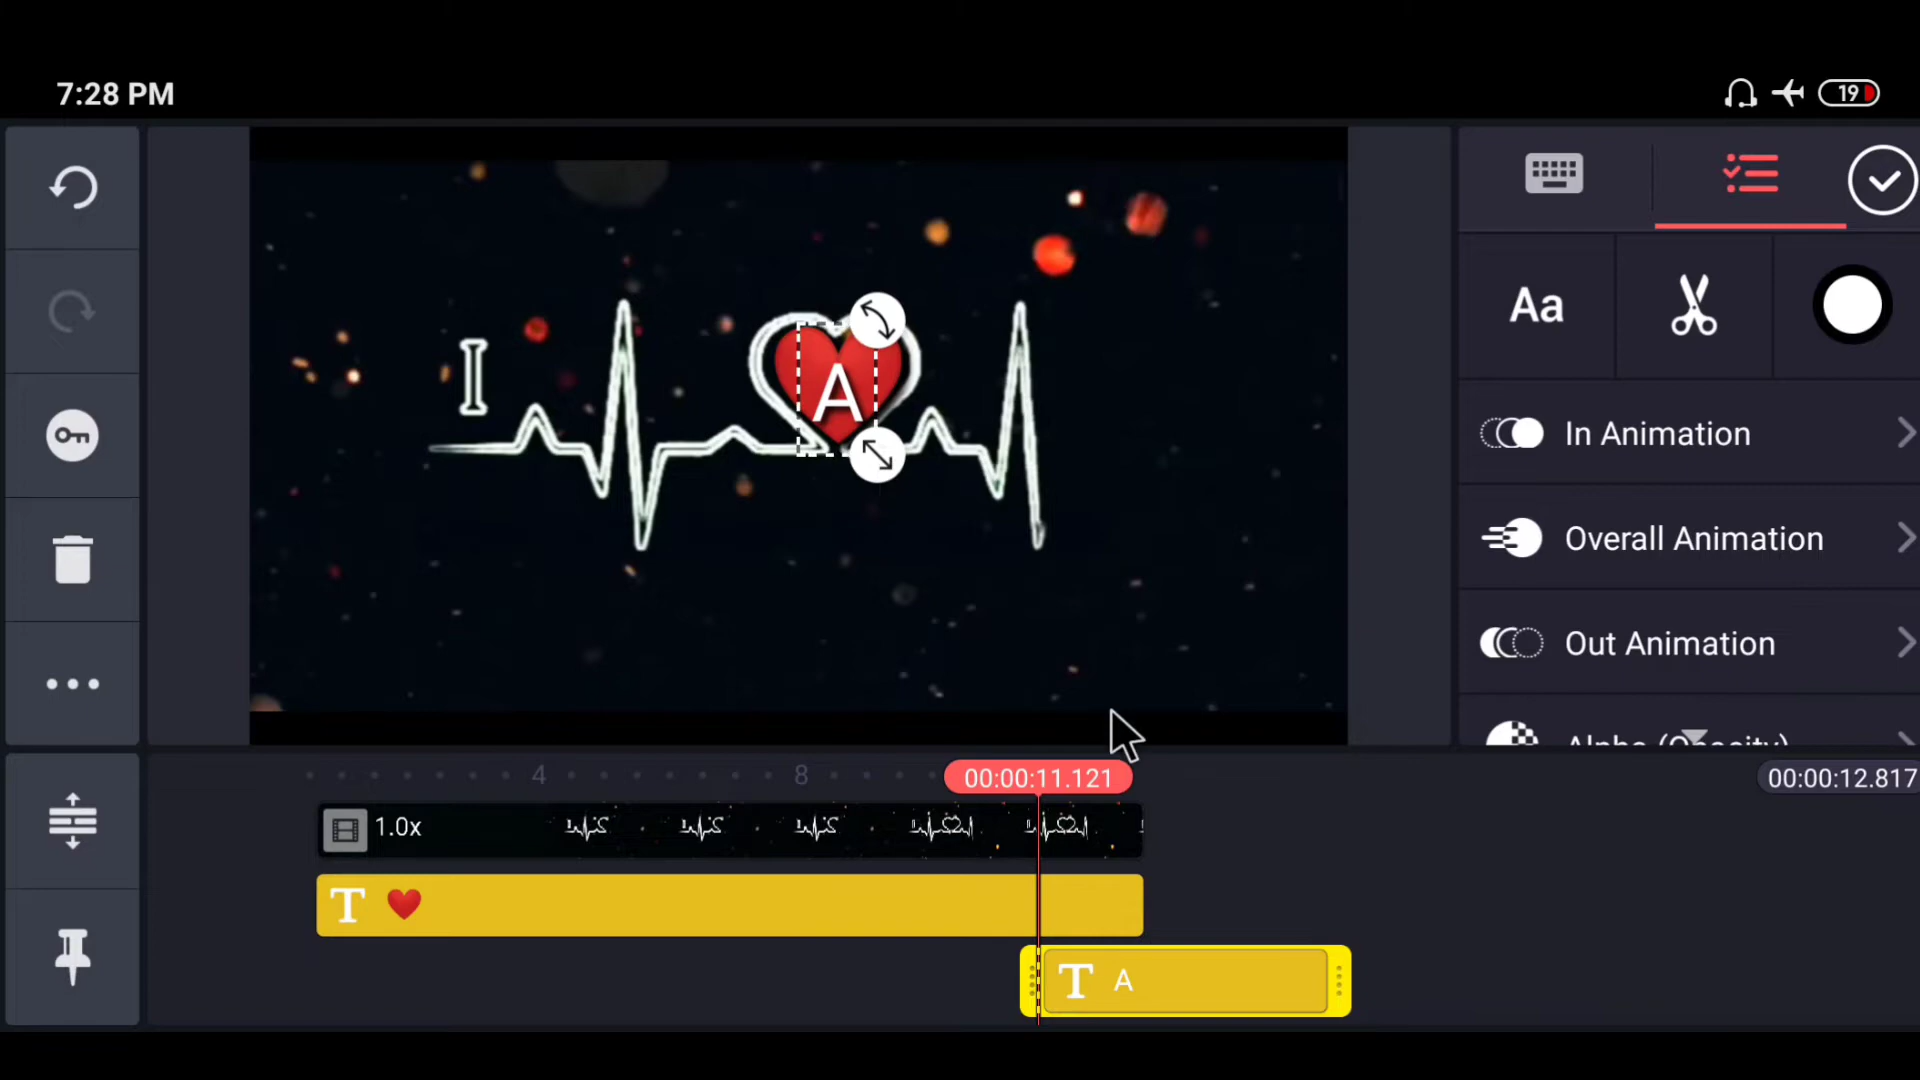 7:28 PM
19
I
A
Aa
In Animation
Overall Animation
Out Animation
Alpha (Opacity)
4
8
00:00:11.121
00:00:12.817
1.0x
T
T A